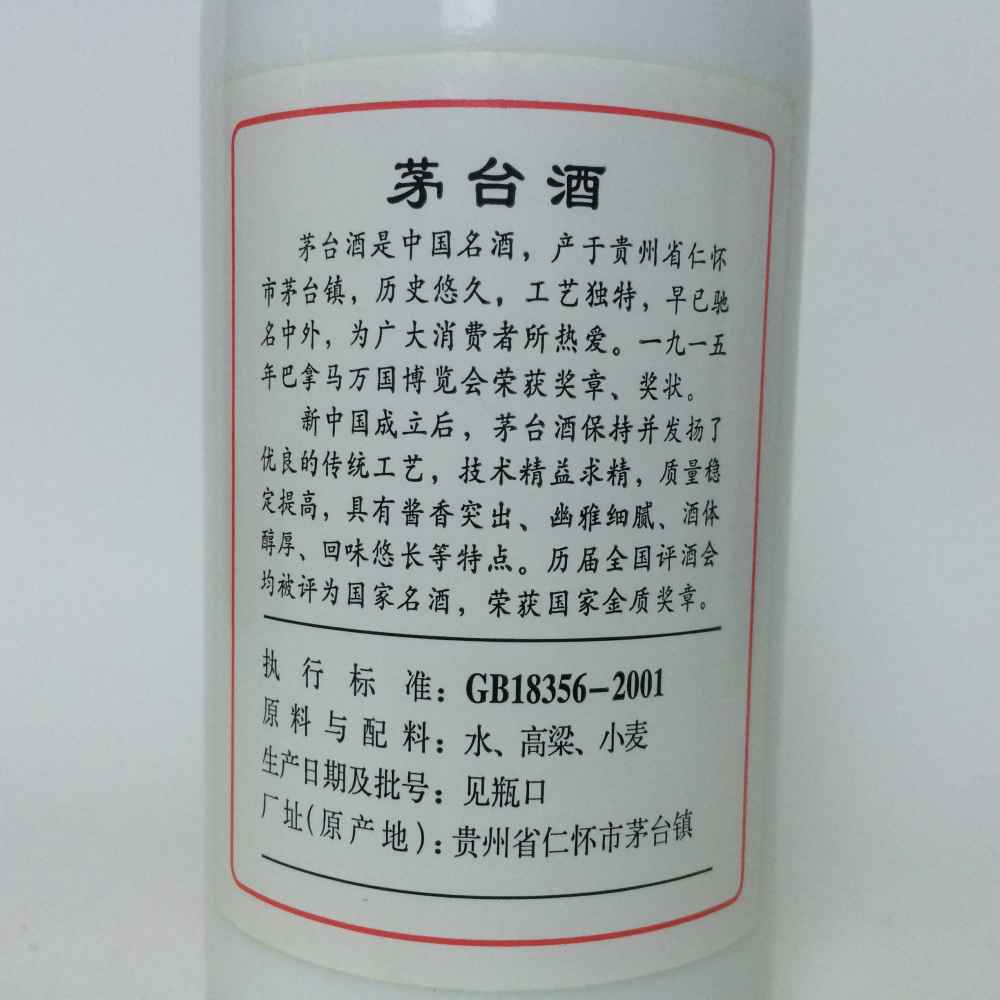 茅台酒
茅台酒是中国名酒，产于贵州省仁怀
市茅台镇，历史悠久，工艺独特，早已驰
名中外，为广大消费者所热爱。一九一五
年巴拿马万国博览会荣获奖章、奖状。
新中国成立后，茅台酒保持并发扬了
优良的传统工艺，技术精益求精，质量稳
定提高，具有酱香突出、幽雅细腻、酒体
醇厚、回味悠长等特点。历届全国评酒会
均被评为国家名酒，荣获国家金质奖章。
执行标准：GB18356-2001
原料与配料：水、高粱、小麦
生产日期及批号：见瓶口
厂址(原产地)：贵州省仁怀市茅台镇